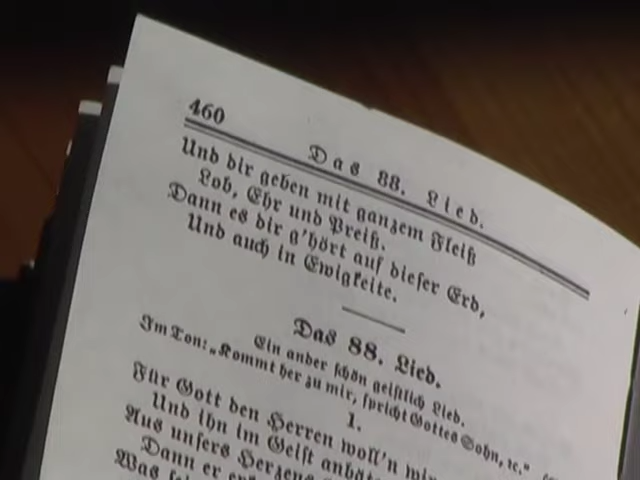 460
Das 88. Lied.
Und dir geben mit ganzem Fleiß
Lob, Ehr und Preiß.
Dann es dir g'hört auf dieser Erd,
Und auch in Ewigkeite.
Das 88. Lied.
Ein ander schön geistlich Lied.
Im Ton: „Kommt her zu mir, spricht Gottes Sohn, ꝛc.“
1.
Für Gott den Herren woll'n wir
Und ihn im Geist
Aus unsers Herzens
Dann er
Was